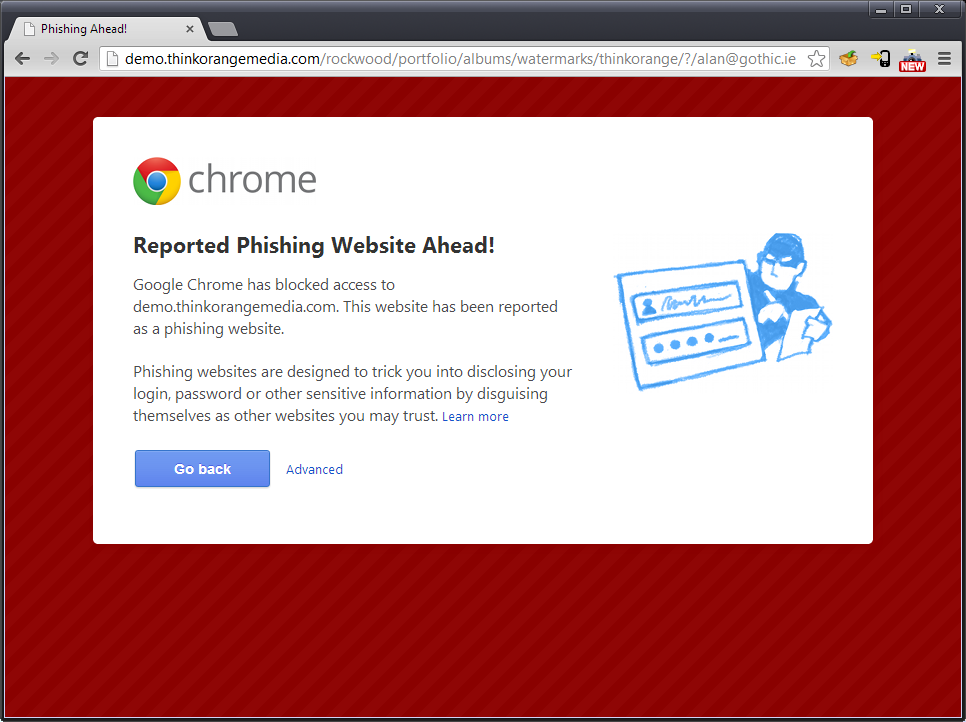 Phishing Ahead!
demo.thinkorangemedia.com/rockwood/portfolio/albums/watermarks/thinkorange/?/alan@gothic.ie
NEW
chrome
Reported Phishing Website Ahead!
Google Chrome has blocked access to
demo.thinkorangemedia.com. This website has been reported
as a phishing website.
Phishing websites are designed to trick you into disclosing your
login, password or other sensitive information by disguising
themselves as other websites you may trust. Learn more
Go back Advanced